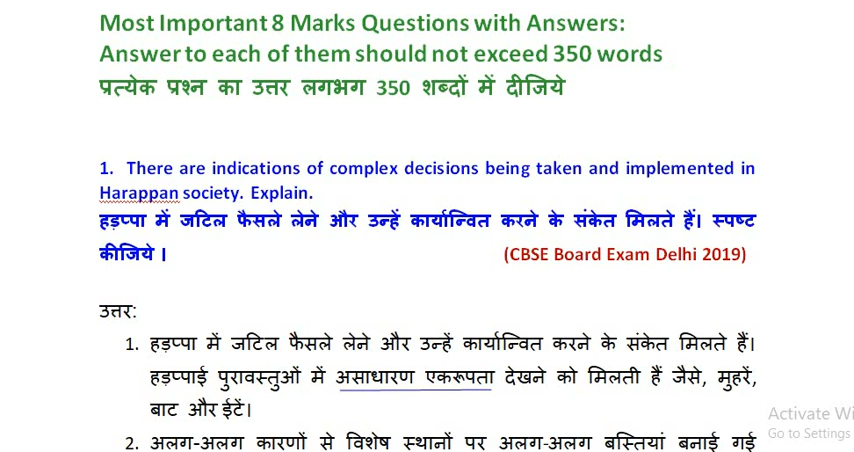 Most Important 8 Marks Questions with Answers:
Answer to each of them should not exceed 350 words
प्रत्येक प्रश्न का उत्तर लगभग 350 शब्दों में दीजिये
1. There are indications of complex decisions being taken and implemented in
Harappan society. Explain.
हड़प्पा में जटिल फैसले लेने और उन्हें कार्यान्वित करने के संकेत मिलते हैं। स्पष्ट
कीजिये । (CBSE Board Exam Delhi 2019)
उत्तर:
1. हड़प्पा में जटिल फैसले लेने और उन्हें कार्यान्वित करने के संकेत मिलते हैं।
हड़प्पाई पुरावस्तुओं में असाधारण एकरूपता देखने को मिलती हैं जैसे, मुहरें,
बाट और ईटें।
Activate Wi
Go to Settings
2. अलग-अलग कारणों से विशेष स्थानों पर अलग-अलग बस्तियां बनाई गई